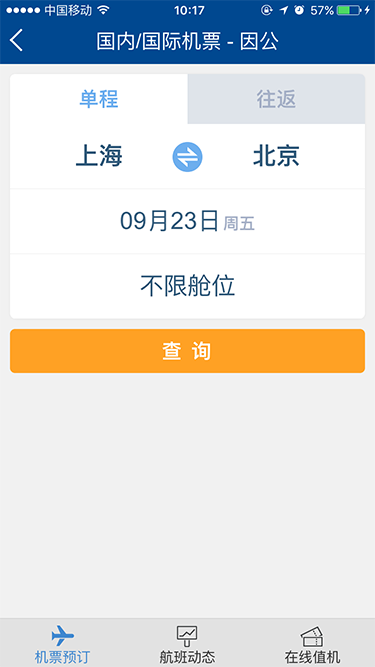 中国移动 10:17 57%
国内/国际机票 - 因公
单程 往返
上海 北京
09月23日 周五
不限舱位
查 询
机票预订 航班动态 在线值机